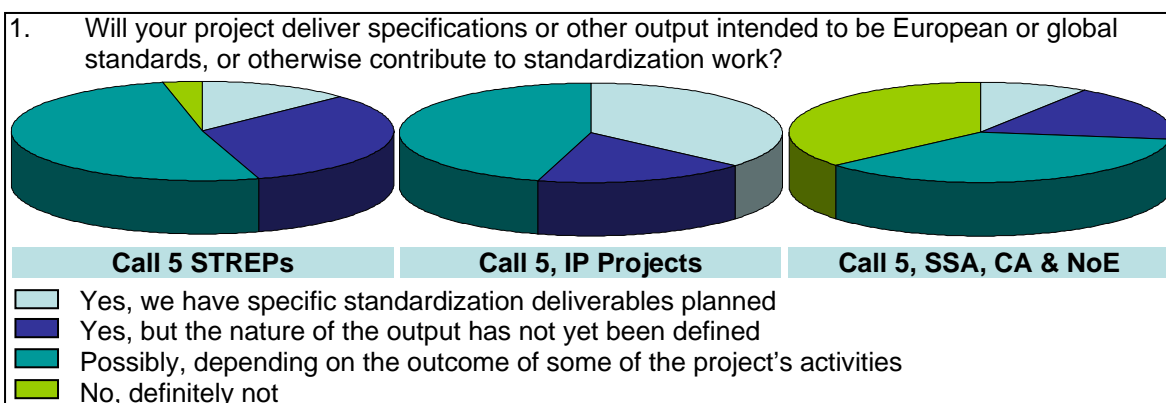 1. Will your project deliver specifications or other output intended to be European or global
standards, or otherwise contribute to standardization work?
Call 5 STREPs
Call 5, IP Projects
Call 5, SSA, CA & NoE
Yes, we have specific standardization deliverables planned
Yes, but the nature of the output has not yet been defined
Possibly, depending on the outcome of some of the project's activities
No, definitely not